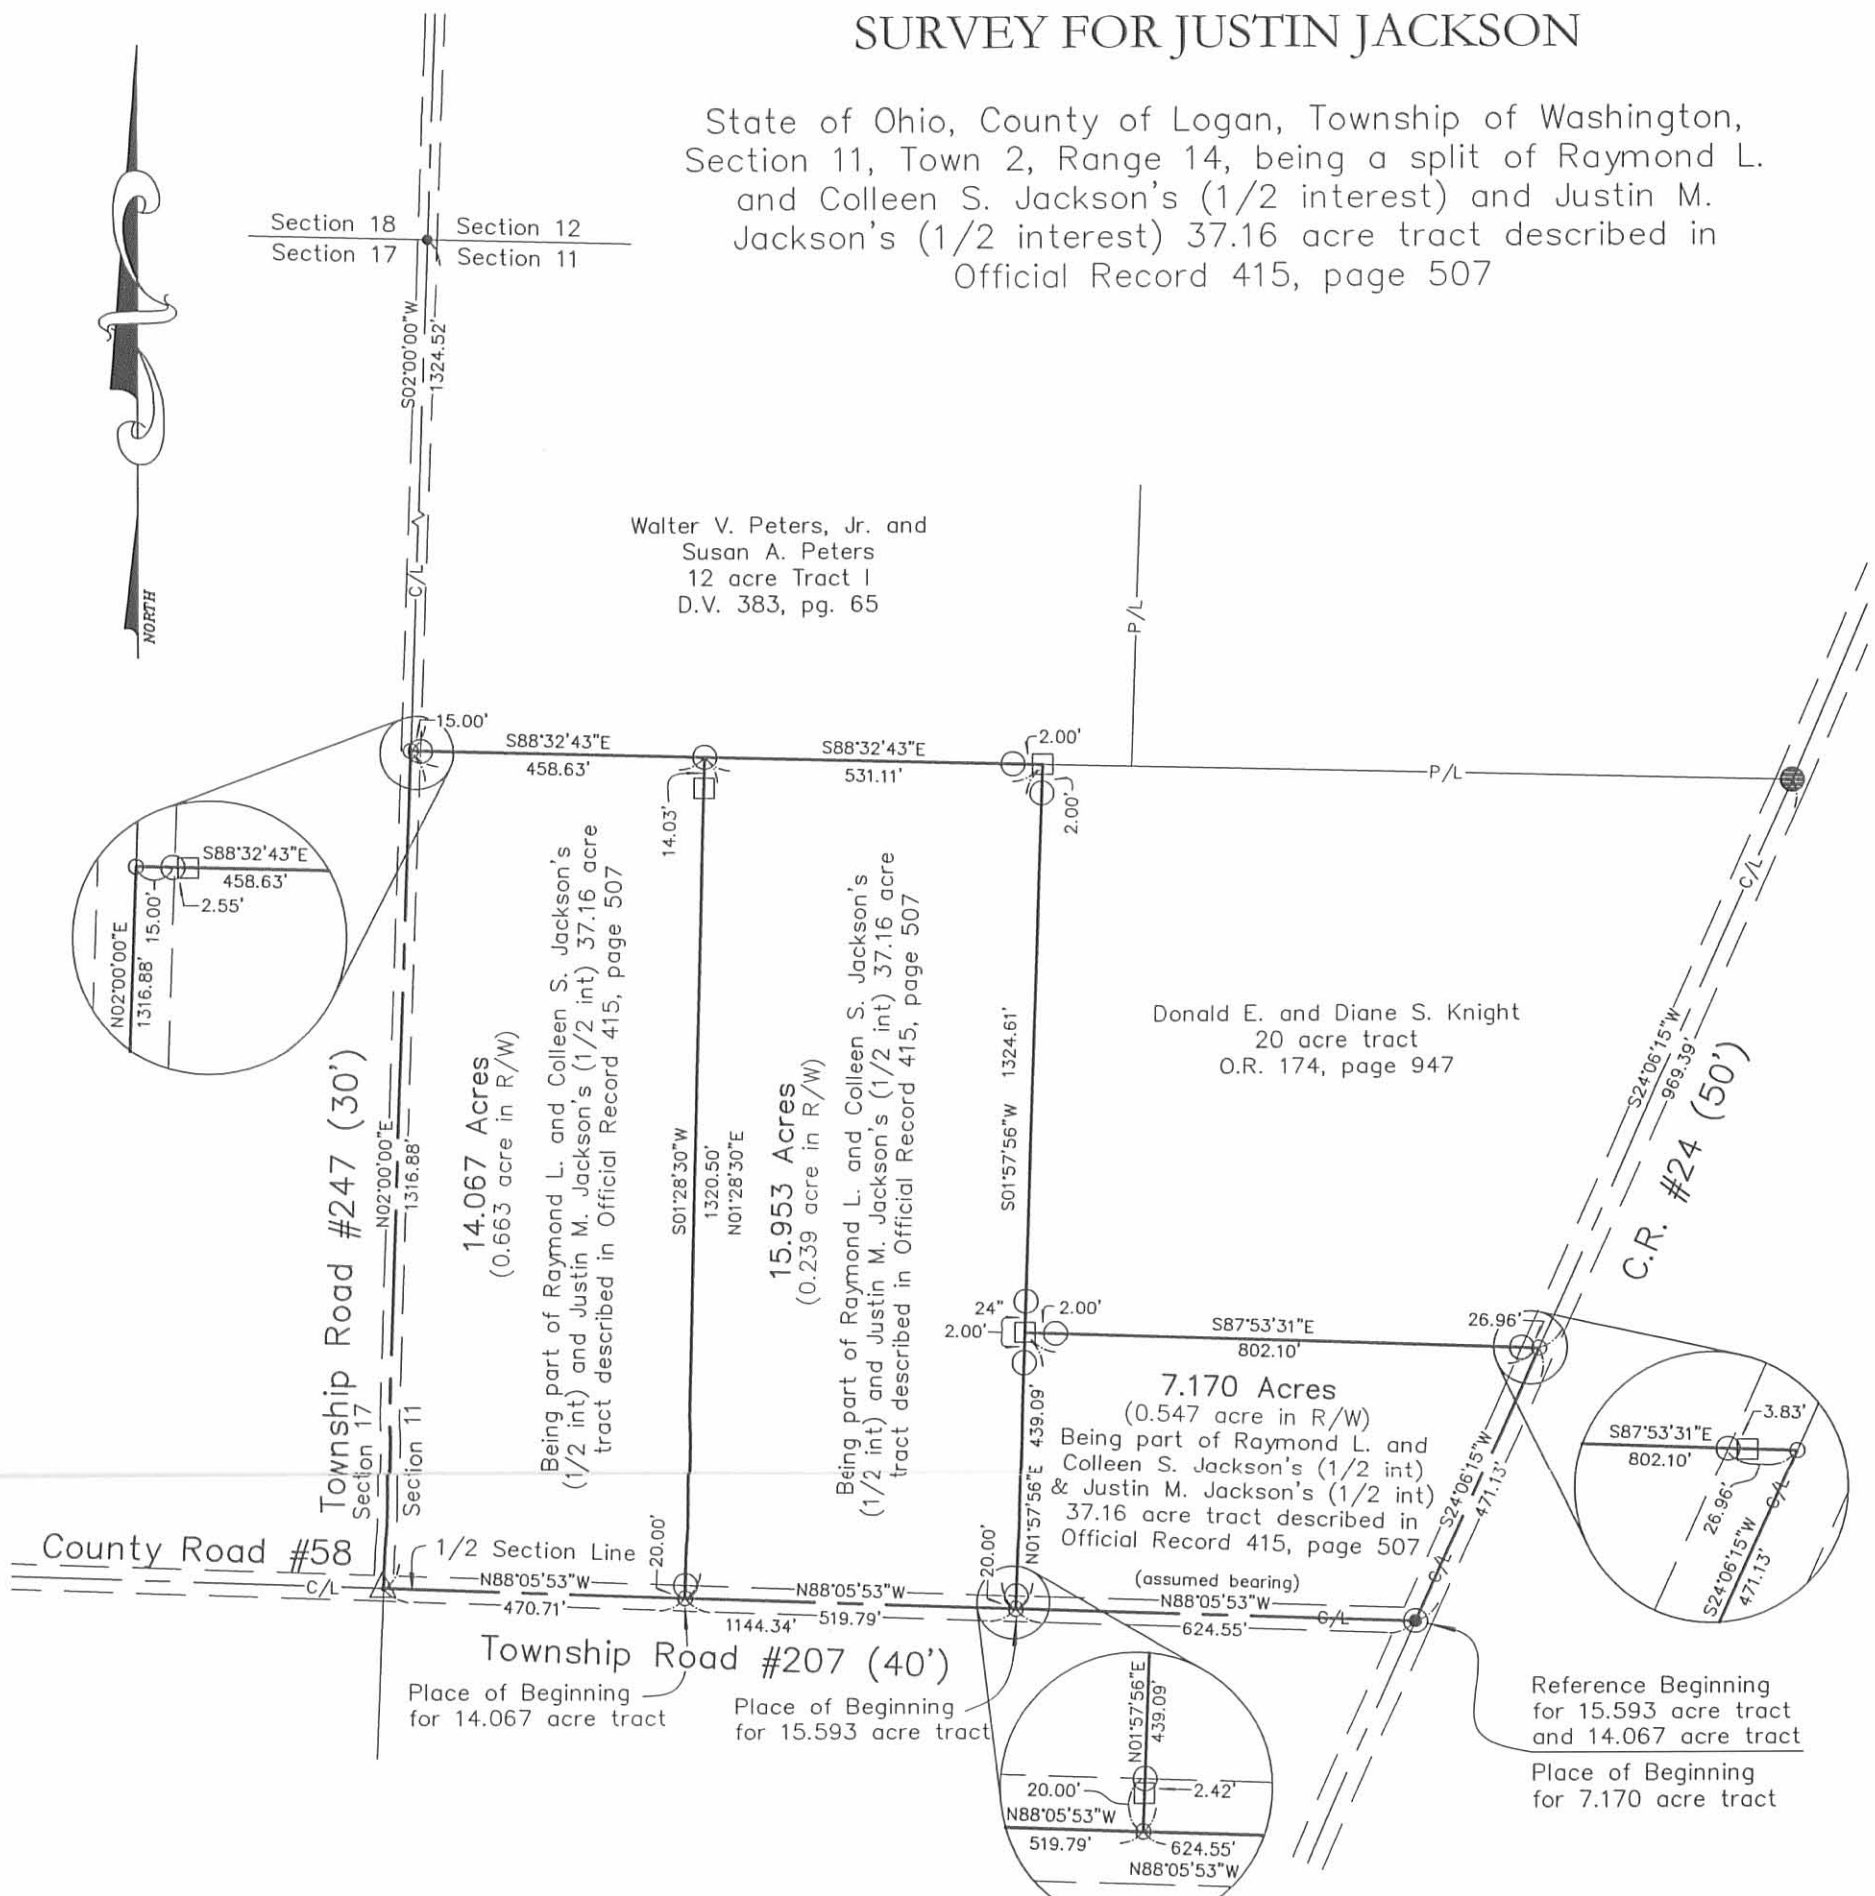 SURVEY FOR JUSTIN JACKSON
State of Ohio, County of Logan, Township of Washington,
Section 11, Town 2, Range 14, being a split of Raymond L.
and Colleen S. Jackson's (1/2 interest) and Justin M.
Jackson's (1/2 interest) 37.16 acre tract described in
Official Record 415, page 507
NORTH
Section 18
Section 12
Section 17
Section 11
S02°00'00"W
1324.52'
C/L
Walter V. Peters, Jr. and
Susan A. Peters
12 acre Tract I
D.V. 383, pg. 65
P/L
15.00'
S88°32'43"E
458.63'
S88°32'43"E
531.11'
2.00'
2.00'
14.03'
P/L
C/L
S88°32'43"E
458.63'
2.55'
15.00'
N02°00'00"E
1316.88'
Township Road #247 (30')
Section 17
Section 11
N02°00'00"E
1316.88'
14.067 Acres
(0.663 acre in R/W)
Being part of Raymond L. and Colleen S. Jackson's
(1/2 int) and Justin M. Jackson's (1/2 int) 37.16 acre
tract described in Official Record 415, page 507
S01°28'30"W
1320.50'
N01°28'30"E
15.953 Acres
(0.239 acre in R/W)
Being part of Raymond L. and Colleen S. Jackson's
(1/2 int) and Justin M. Jackson's (1/2 int) 37.16 acre
tract described in Official Record 415, page 507
S01°57'56"W 1324.61'
Donald E. and Diane S. Knight
20 acre tract
O.R. 174, page 947
S24°06'15"W
969.39'
C.R. #24 (50')
24"
2.00'
2.00'
S87°53'31"E
802.10'
26.96'
7.170 Acres
(0.547 acre in R/W)
Being part of Raymond L. and
Colleen S. Jackson's (1/2 int)
& Justin M. Jackson's (1/2 int)
37.16 acre tract described in
Official Record 415, page 507
N01°57'56"E 439.09'
S24°06'15"W
471.13'
C/L
3.83'
S87°53'31"E
802.10'
26.96'
C/L
S24°06'15"W
471.13'
County Road #58
C/L
1/2 Section Line
20.00'
20.00'
N88°05'53"W
470.71'
N88°05'53"W
519.79'
1144.34'
(assumed bearing)
N88°05'53"W
624.55'
C/L
Township Road #207 (40')
Place of Beginning
for 14.067 acre tract
Place of Beginning
for 15.593 acre tract
N01°57'56"E
439.09'
20.00'
2.42'
N88°05'53"W
519.79'
624.55'
N88°05'53"W
Reference Beginning
for 15.593 acre tract
and 14.067 acre tract
Place of Beginning
for 7.170 acre tract